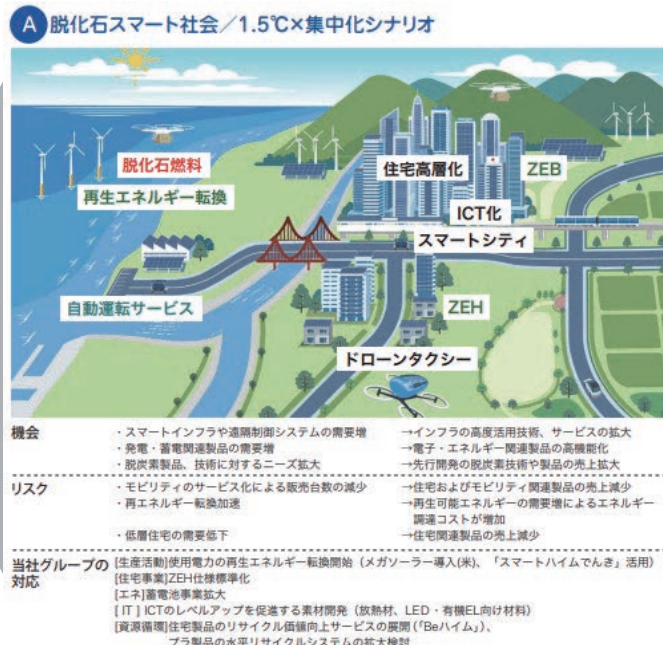 A 脱化石スマート社会／1.5℃×集中化シナリオ
脱化石燃料
再生エネルギー転換
住宅高層化
ZEB
ICT化
スマートシティ
自動運転サービス
ZEH
ドローンタクシー
機会
・スマートインフラや遠隔制御システムの需要増 →インフラの高度活用技術、サービスの拡大
・発電・蓄電関連製品の需要増 →電子・エネルギー関連製品の高機能化
・脱炭素製品、技術に対するニーズ拡大 →先行開発の脱炭素技術や製品の売上拡大
リスク
・モビリティのサービス化による販売台数の減少 →住宅およびモビリティ関連製品の売上減少
・再エネルギー転換加速 →再生可能エネルギーの需要増によるエネルギー
調達コストが増加
・低層住宅の需要低下 →住宅関連製品の売上減少
当社グループの
対応
[生産活動]使用電力の再生エネルギー転換開始（メガソーラー導入(米)、「スマートハイムでんき」活用）
[住宅事業]ZEH仕様標準化
[エネ]蓄電池事業拡大
[ IT ] ICTのレベルアップを促進する素材開発（放熱材、LED・有機EL向け材料）
[資源循環]住宅製品のリサイクル価値向上サービスの展開（「Beハイム」）、
プラ製品の水平リサイクルシステムの拡大検討